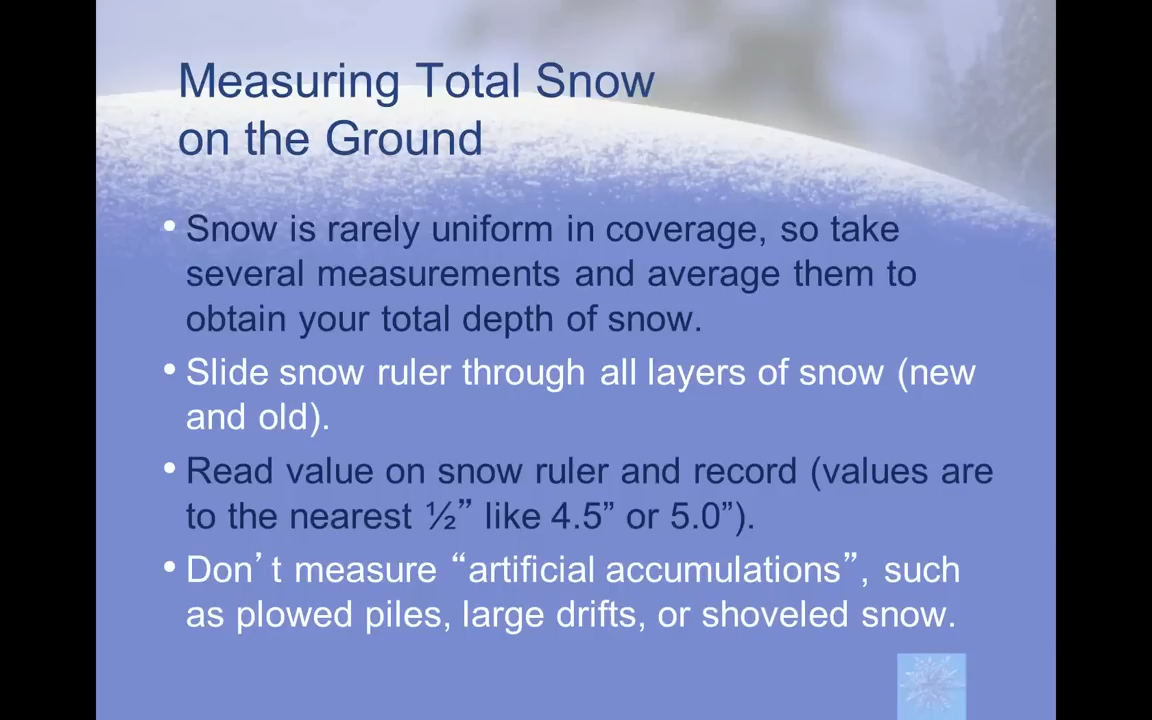 Measuring Total Snow
on the Ground
• Snow is rarely uniform in coverage, so take
several measurements and average them to
obtain your total depth of snow.
• Slide snow ruler through all layers of snow (new
and old).
• Read value on snow ruler and record (values are
to the nearest ½” like 4.5” or 5.0”).
• Don’t measure “artificial accumulations”, such
as plowed piles, large drifts, or shoveled snow.